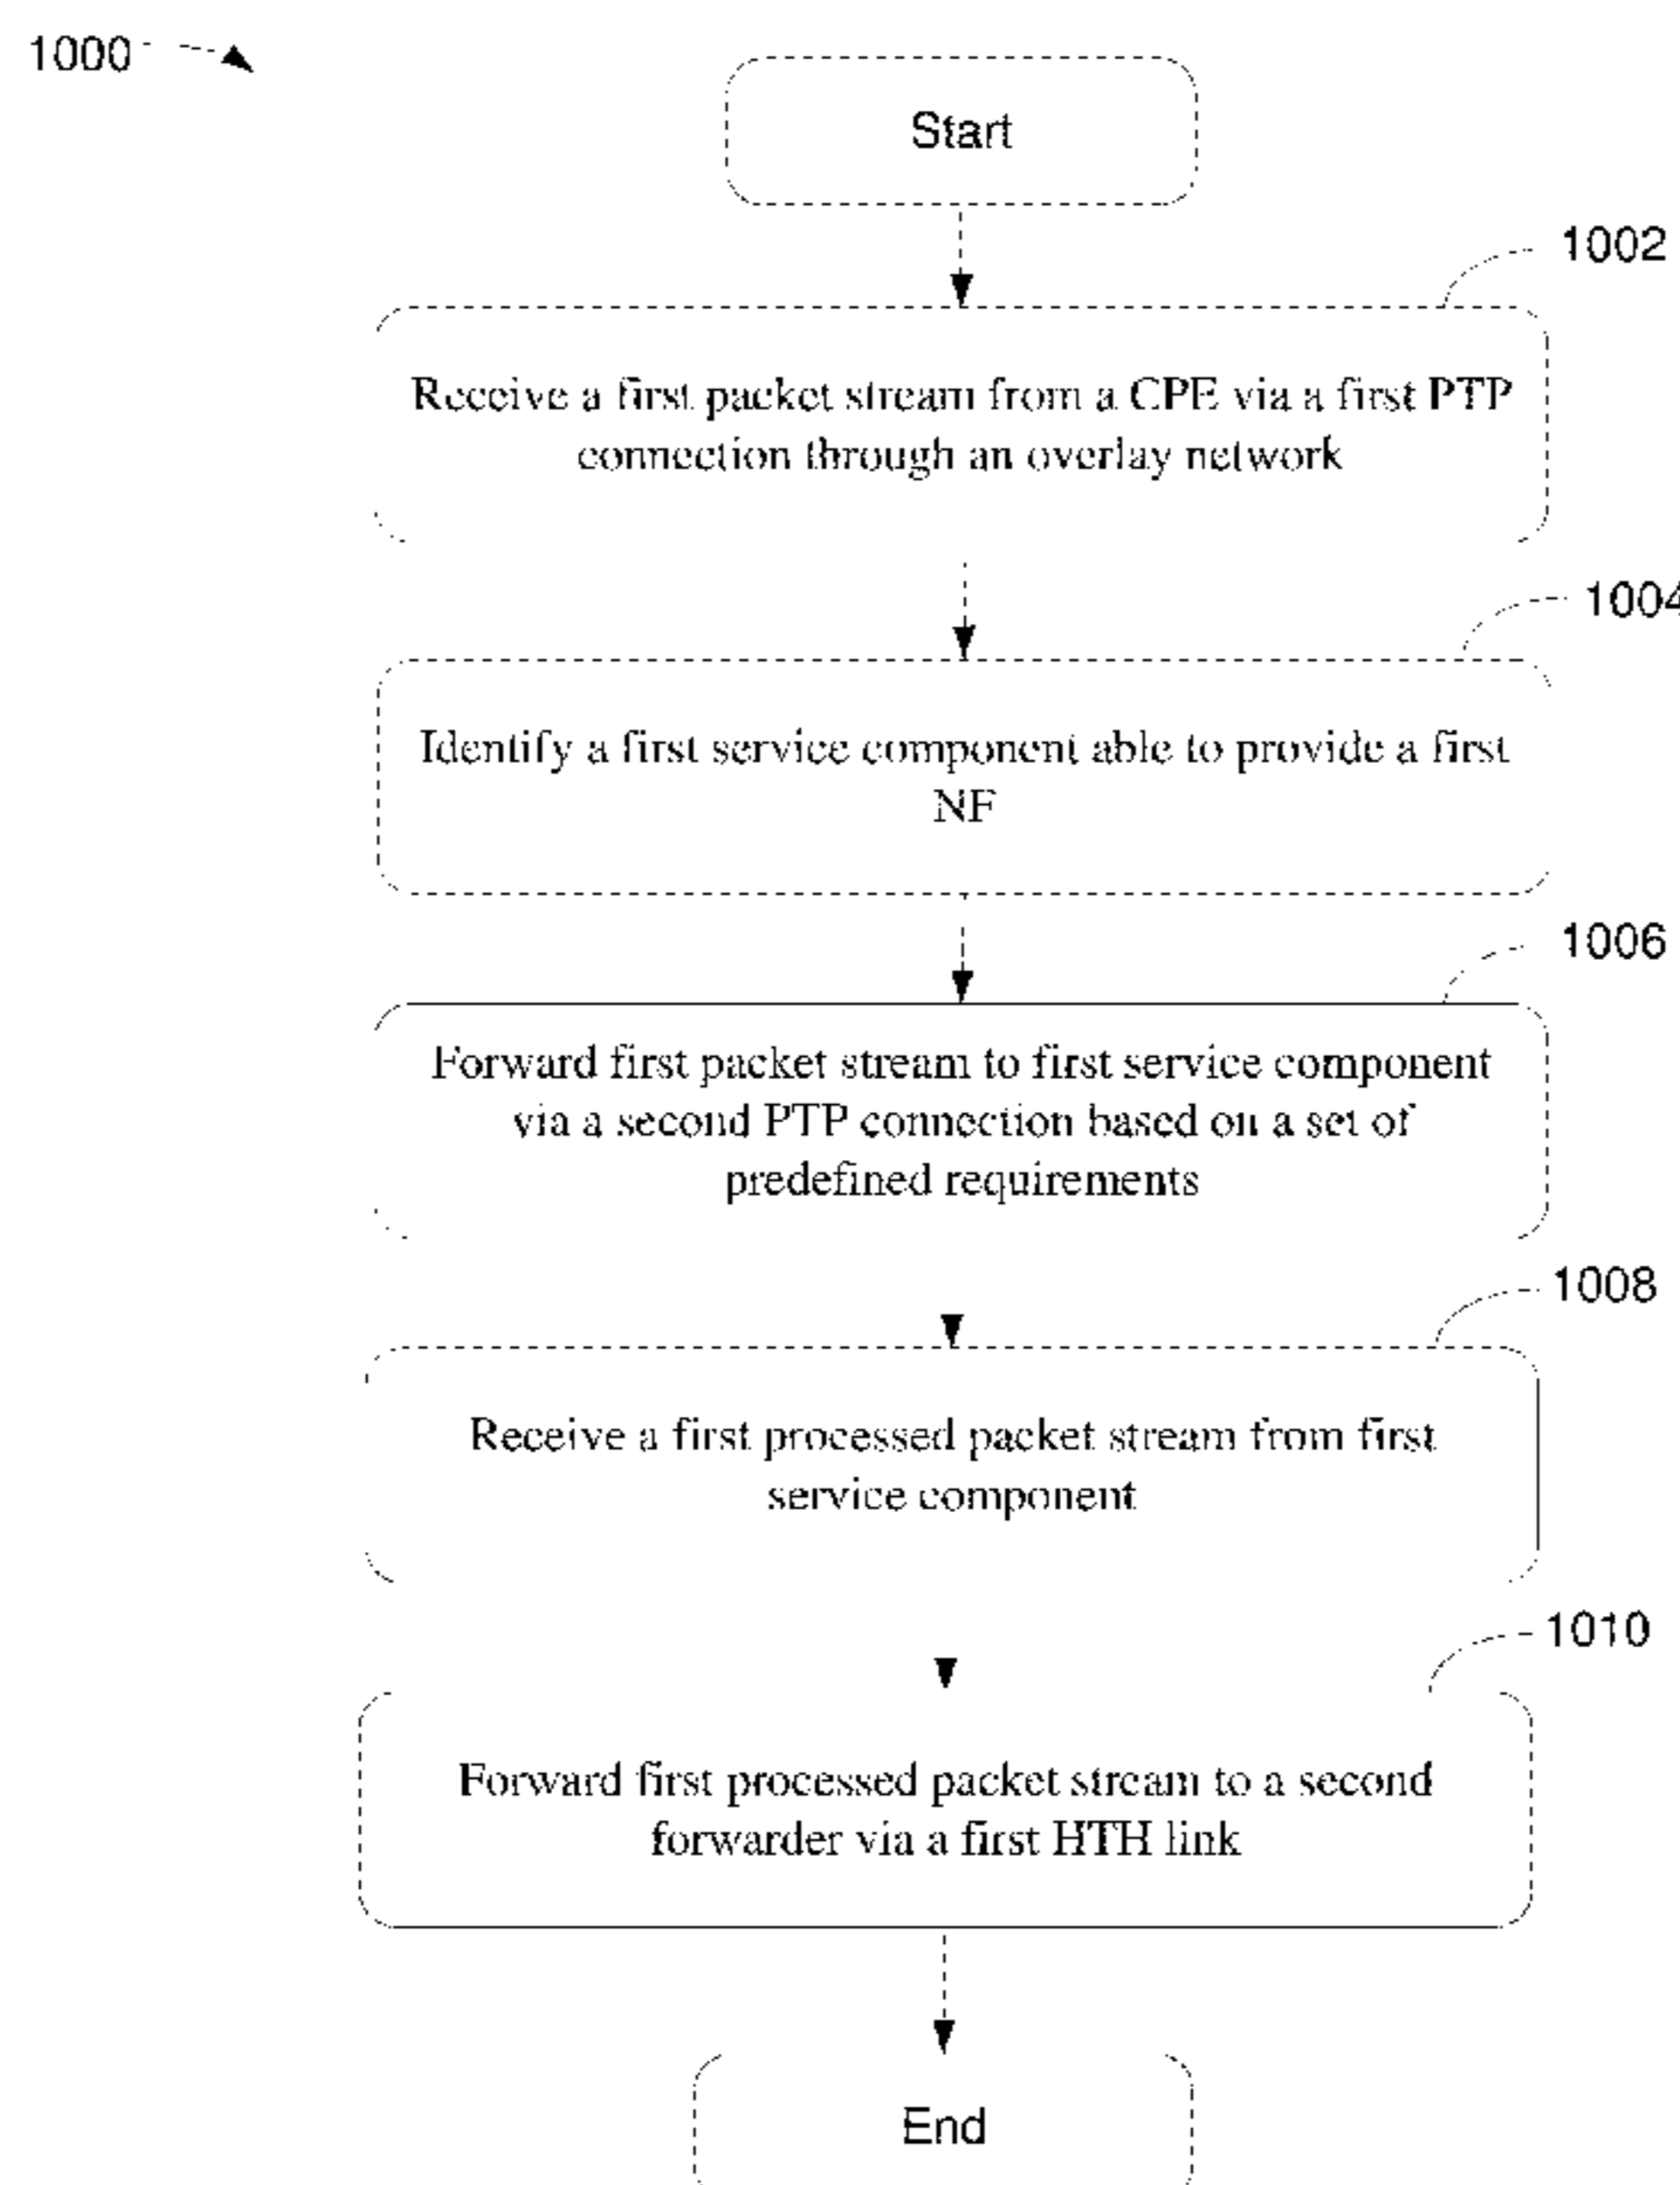 1000
Start
1002
Receive a first packet stream from a CPE via a first PTP
connection through an overlay network
1004
Identify a first service component able to provide a first
NF
1006
Forward first packet stream to first service component
via a second PTP connection based on a set of
predefined requirements
1008
Receive a first processed packet stream from first
service component
1010
Forward first processed packet stream to a second
forwarder via a first HTH link
End